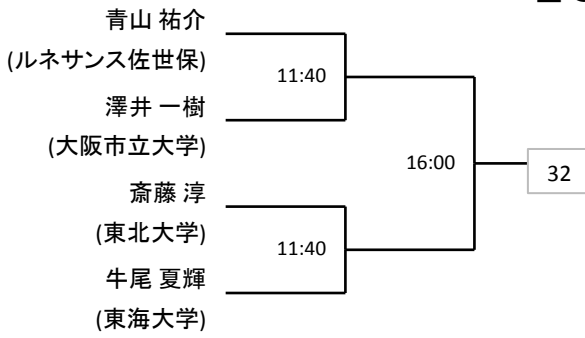 青山 祐介
(ルネサンス佐世保)
11:40
澤井 一樹
(大阪市立大学)
16:00
32
斎藤 淳
(東北大学)
11:40
牛尾 夏輝
(東海大学)